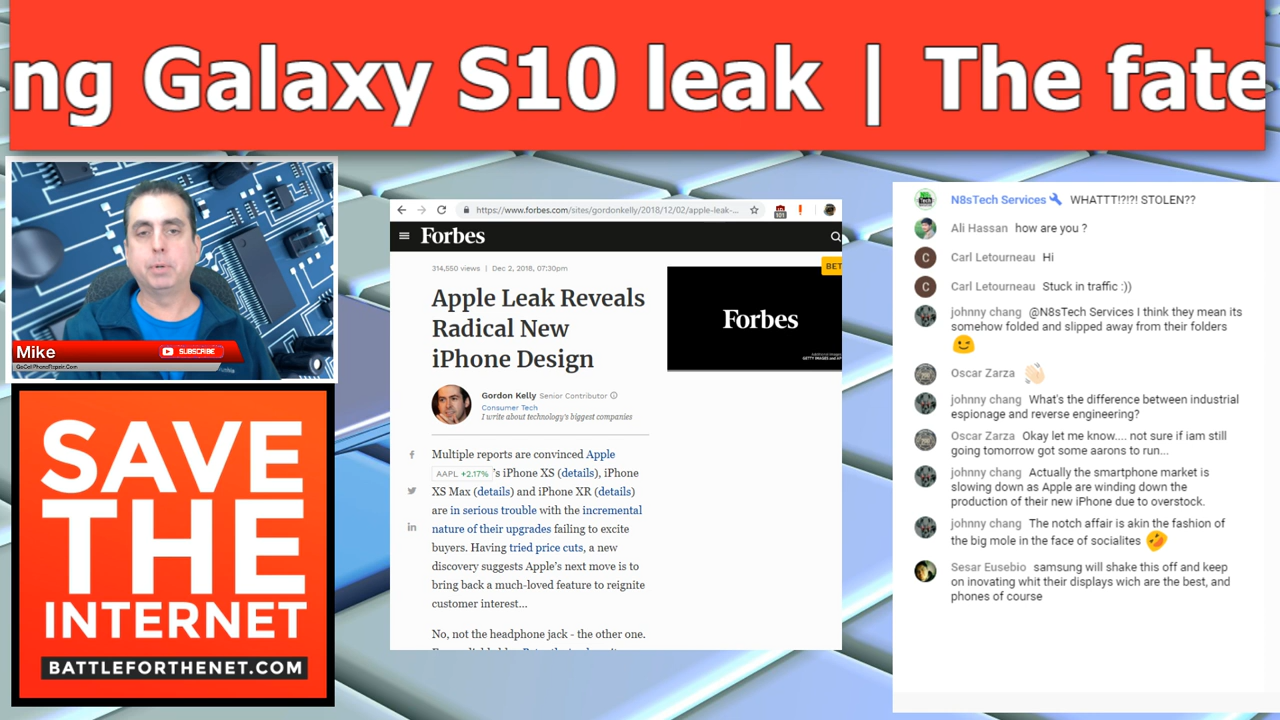 ng Galaxy S10 leak | The fate
Mike
SUBSCRIBE
GoCellPhoneRepair.Com
SAVE
THE
INTERNET
BATTLEFORTHENET.COM
https://www.forbes.com/sites/gordonkelly/2018/12/02/apple-leak-...
101
Forbes
BET
314,550 views | Dec 2, 2018, 07:30pm
Apple Leak Reveals
Radical New
iPhone Design
Forbes
Gordon Kelly Senior Contributor
Consumer Tech
I write about technology's biggest companies
Multiple reports are convinced Apple
AAPL +2.17% 's iPhone XS (details), iPhone
XS Max (details) and iPhone XR (details)
are in serious trouble with the incremental
nature of their upgrades failing to excite
buyers. Having tried price cuts, a new
discovery suggests Apple's next move is to
bring back a much-loved feature to reignite
customer interest...
No, not the headphone jack - the other one.
N8sTech Services WHATTT!?!?! STOLEN??
Ali Hassan how are you ?
C Carl Letourneau Hi
C Carl Letourneau Stuck in traffic :))
johnny chang @N8sTech Services I think they mean its
somehow folded and slipped away from their folders
Oscar Zarza
johnny chang What's the difference between industrial
espionage and reverse engineering?
Oscar Zarza Okay let me know.... not sure if iam still
going tomorrow got some aarons to run...
johnny chang Actually the smartphone market is
slowing down as Apple are winding down the
production of their new iPhone due to overstock.
johnny chang The notch affair is akin the fashion of
the big mole in the face of socialites
Sesar Eusebio samsung will shake this off and keep
on inovating whit their displays wich are the best, and
phones of course